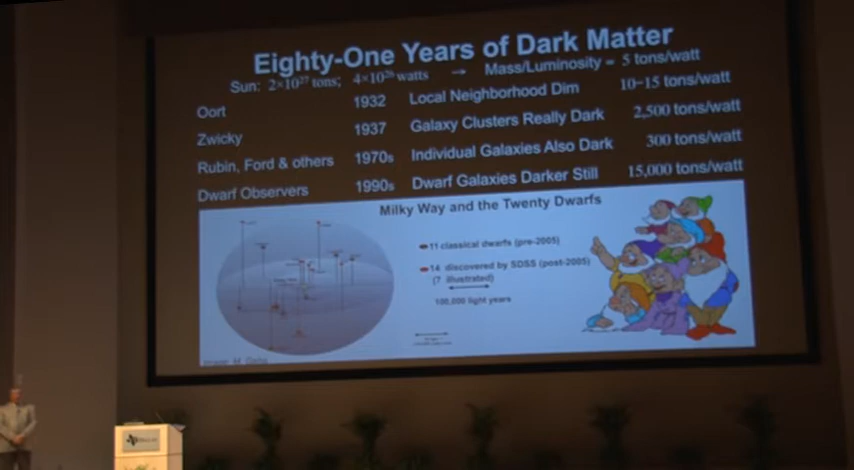 Eighty-One Years of Dark Matter
Sun: 2×10²⁷ tons; 4×10²⁶ watts → Mass/Luminosity = 5 tons/watt
Oort 1932 Local Neighborhood Dim 10–15 tons/watt
Zwicky 1937 Galaxy Clusters Really Dark 2,500 tons/watt
Rubin, Ford & others 1970s Individual Galaxies Also Dark 300 tons/watt
Dwarf Observers 1990s Dwarf Galaxies Darker Still 15,000 tons/watt
Milky Way and the Twenty Dwarfs
11 classical dwarfs (pre-2005)
14 discovered by SDSS (post-2005)
(7 illustrated)
100,000 light years